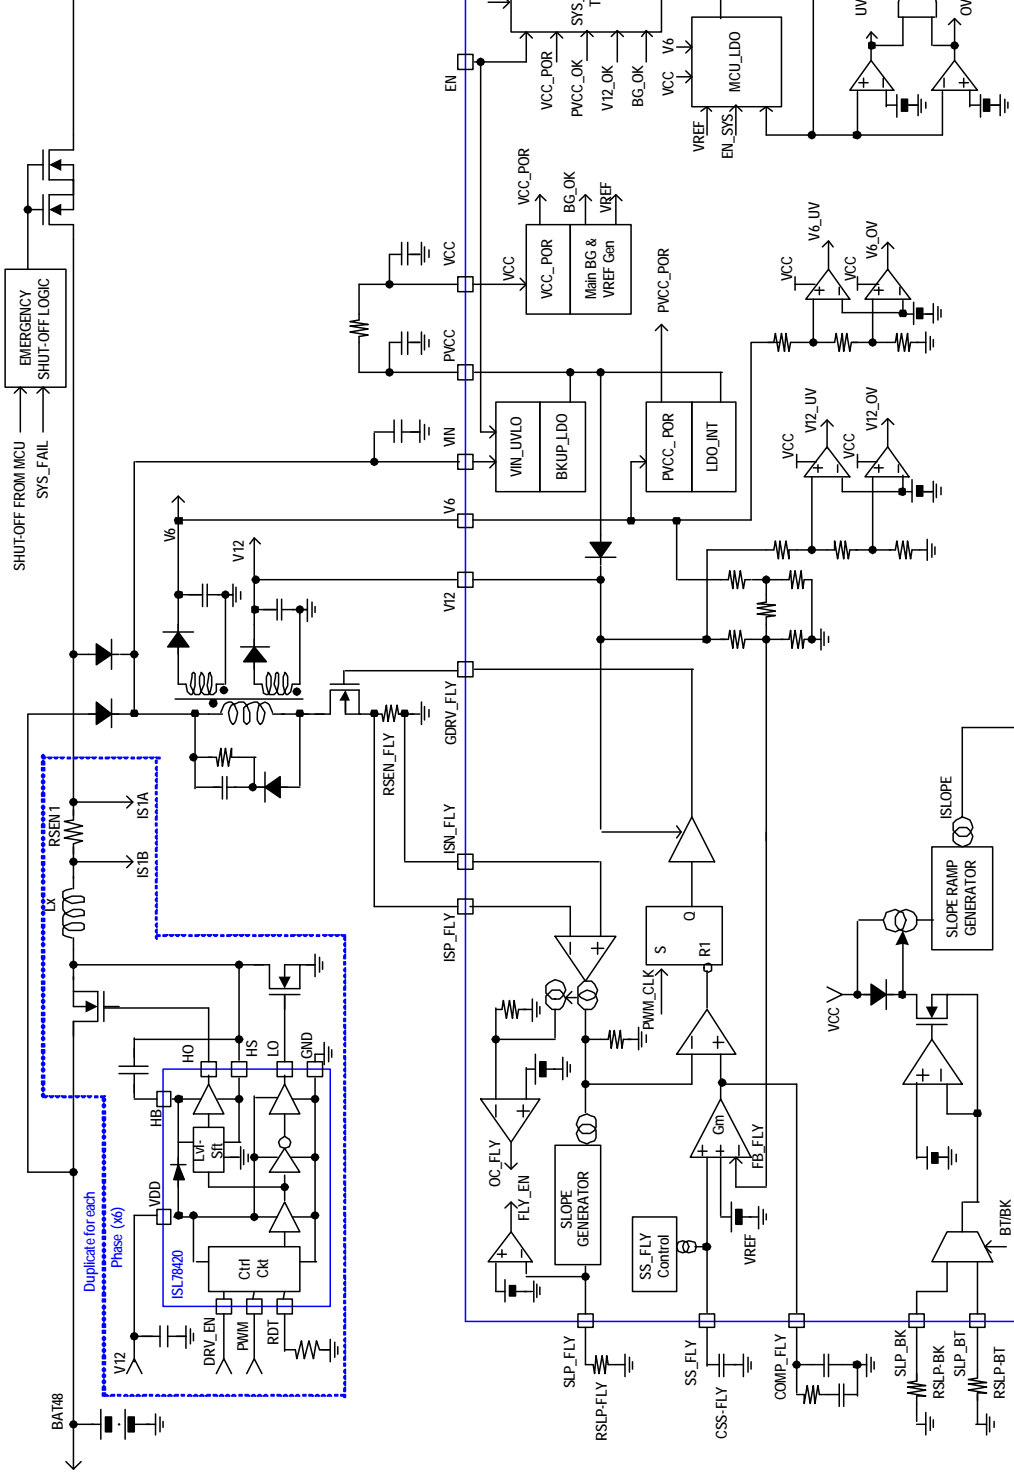 SHUT-OFF FROM MCU
SYS_FAIL
EMERGENCY
SHUT-OFF LOGIC
EN
SYS_
T
VCC_POR
PVCC_OK
V12_OK
BG_OK
V6
VCC
MCU_LDO
VREF
EN_SYS
UV
OV
VCC
VCC
VCC_POR
VCC_POR
BG_OK
VREF
Main BG &
VREF Gen
PVCC
PVCC_POR
VIN
VIN_UVLO
BKUP_LDO
PVCC_POR
LDO_INT
VCC
V6_UV
VCC
V6_OV
VCC
V12_UV
VCC
V12_OV
V6
V6
V12
V12
GDRV_FLY
RSEN_FLY
ISN_FLY
ISP_FLY
RSEN1
IS1A
IS1B
Lx
HO
HS
LO
GND
HB
VDD
Lvl-
Sft
Ctrl
Ckt
ISL78420
Duplicate for each
Phase (x6)
DRV_EN
PWM
RDT
V12
BAT48
PWM_CLK
S
Q
R1
OC_FLY
FLY_EN
SLOPE
GENERATOR
Gm
FB_FLY
VREF
SS_FLY
Control
SLP_FLY
RSLP-FLY
SS_FLY
CSS-FLY
COMP_FLY
ISLOPE
SLOPE RAMP
GENERATOR
VCC
BT/BK
SLP_BK
RSLP-BK
SLP_BT
RSLP-BT